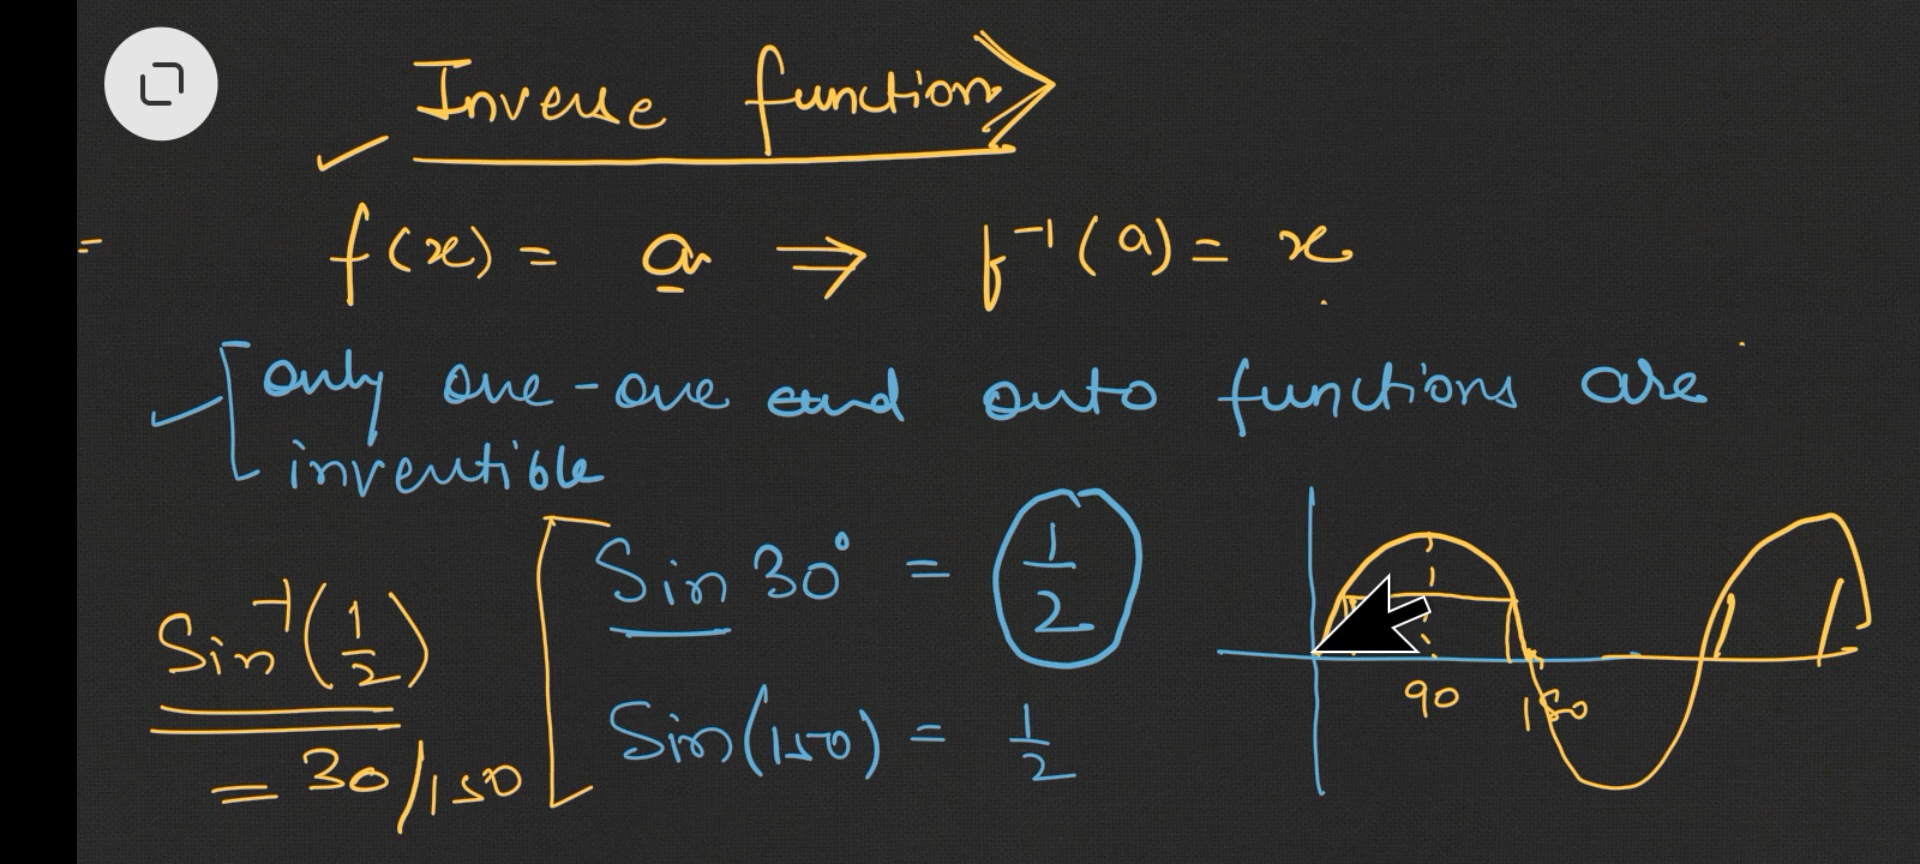 Inverse function
= f(x) = a ⇒ f⁻¹(a) = x
only one-one and onto functions are
invertible
Sin 30° = 1/2
Sin⁻¹(1/2)
= 30/150
Sin(150) = 1/2
90 180